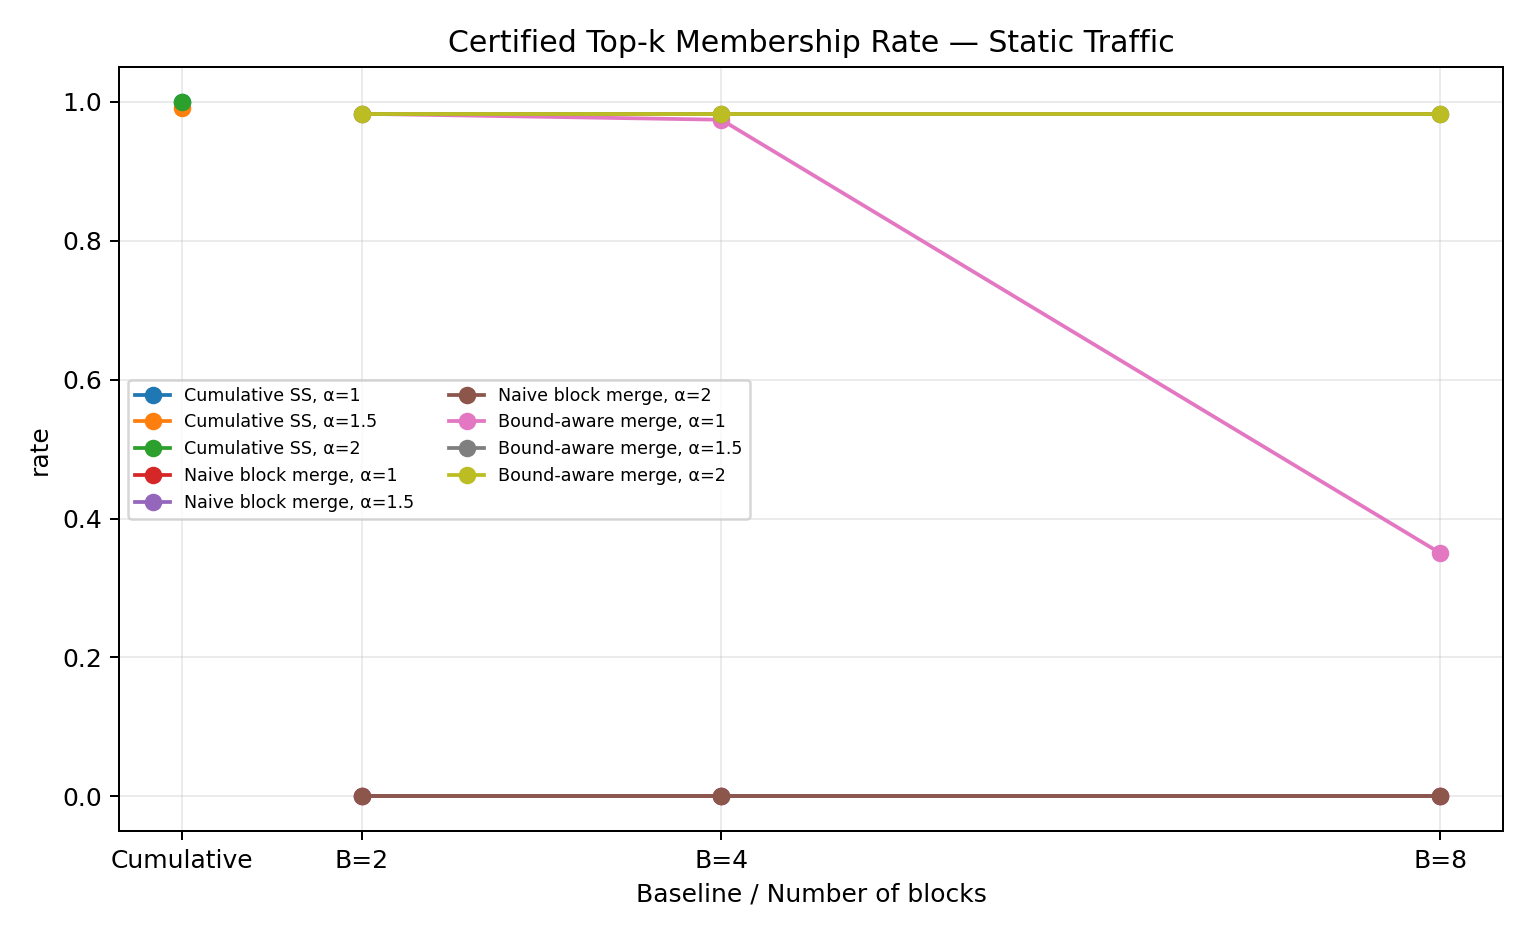 Certified Top-k Membership Rate — Static Traffic
1.0
0.8
0.6
0.4
0.2
0.0
rate
Cumulative SS, α=1
Cumulative SS, α=1.5
Cumulative SS, α=2
Naive block merge, α=1
Naive block merge, α=1.5
Naive block merge, α=2
Bound-aware merge, α=1
Bound-aware merge, α=1.5
Bound-aware merge, α=2
Cumulative B=2 B=4 B=8
Baseline / Number of blocks